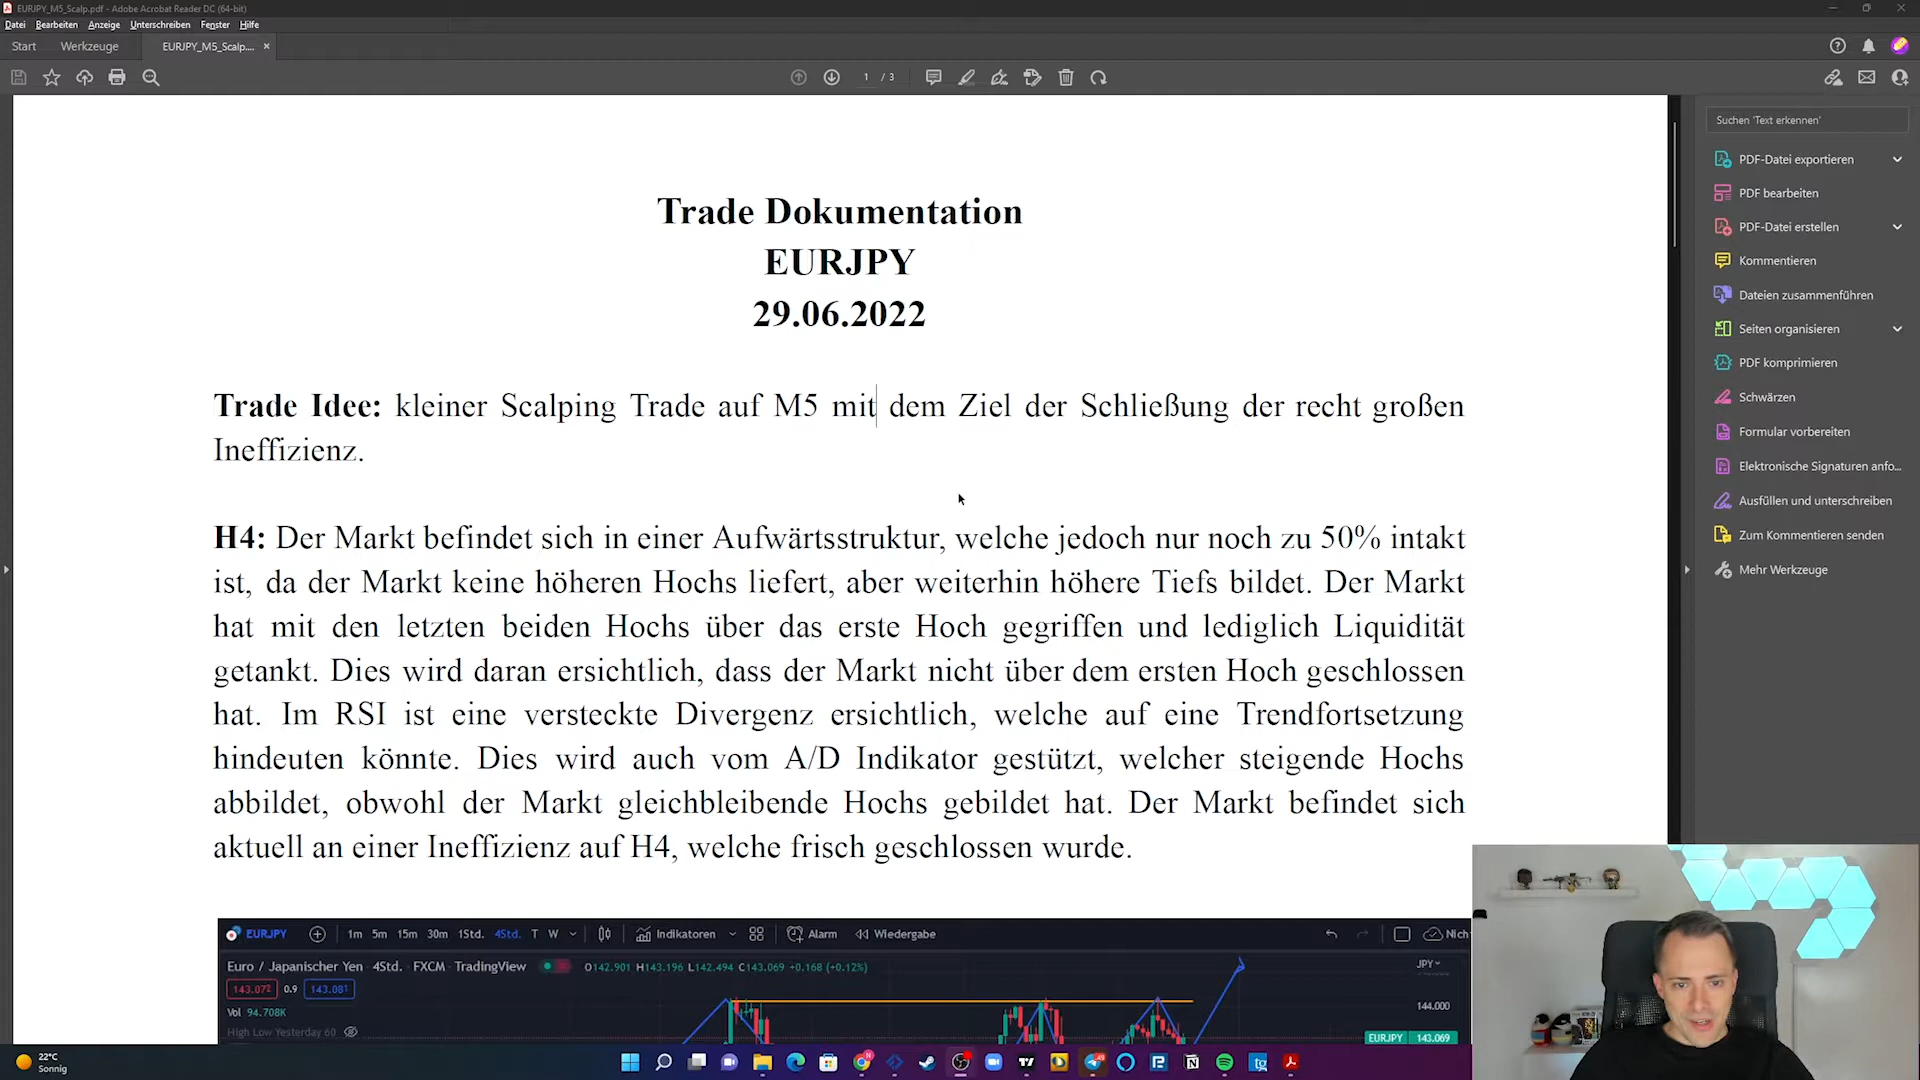 EURJPY_M5_Scalp.pdf - Adobe Acrobat Reader DC (64-bit)
Datei Bearbeiten Anzeige Unterschreiben Fenster Hilfe
Start Werkzeuge EURJPY_M5_Scalp,... ×
1 / 3
Suchen 'Text erkennen'
PDF-Datei exportieren
PDF bearbeiten
PDF-Datei erstellen
Kommentieren
Dateien zusammenführen
Seiten organisieren
PDF komprimieren
Schwärzen
Formular vorbereiten
Elektronische Signaturen anfo...
Ausfüllen und unterschreiben
Zum Kommentieren senden
Mehr Werkzeuge
Trade Dokumentation
EURJPY
29.06.2022
Trade Idee: kleiner Scalping Trade auf M5 mit dem Ziel der Schließung der recht großen
Ineffizienz.
H4: Der Markt befindet sich in einer Aufwärtsstruktur, welche jedoch nur noch zu 50% intakt
ist, da der Markt keine höheren Hochs liefert, aber weiterhin höhere Tiefs bildet. Der Markt
hat mit den letzten beiden Hochs über das erste Hoch gegriffen und lediglich Liquidität
getankt. Dies wird daran ersichtlich, dass der Markt nicht über dem ersten Hoch geschlossen
hat. Im RSI ist eine versteckte Divergenz ersichtlich, welche auf eine Trendfortsetzung
hindeuten könnte. Dies wird auch vom A/D Indikator gestützt, welcher steigende Hochs
abbildet, obwohl der Markt gleichbleibende Hochs gebildet hat. Der Markt befindet sich
aktuell an einer Ineffizienz auf H4, welche frisch geschlossen wurde.
EURJPY 1m 5m 15m 30m 1Std. 4Std. T W Indikatoren Alarm Wiedergabe Nich
Euro / Japanischer Yen · 4Std. · FXCM · TradingView O142.901 H143.196 L142.494 C143.069 +0.168 (+0.12%) JPY
143.072 0.9 143.081
144.000
Vol 94.708K
High Low Yesterday 60
EURJPY 143.069
22°C
Sonnig